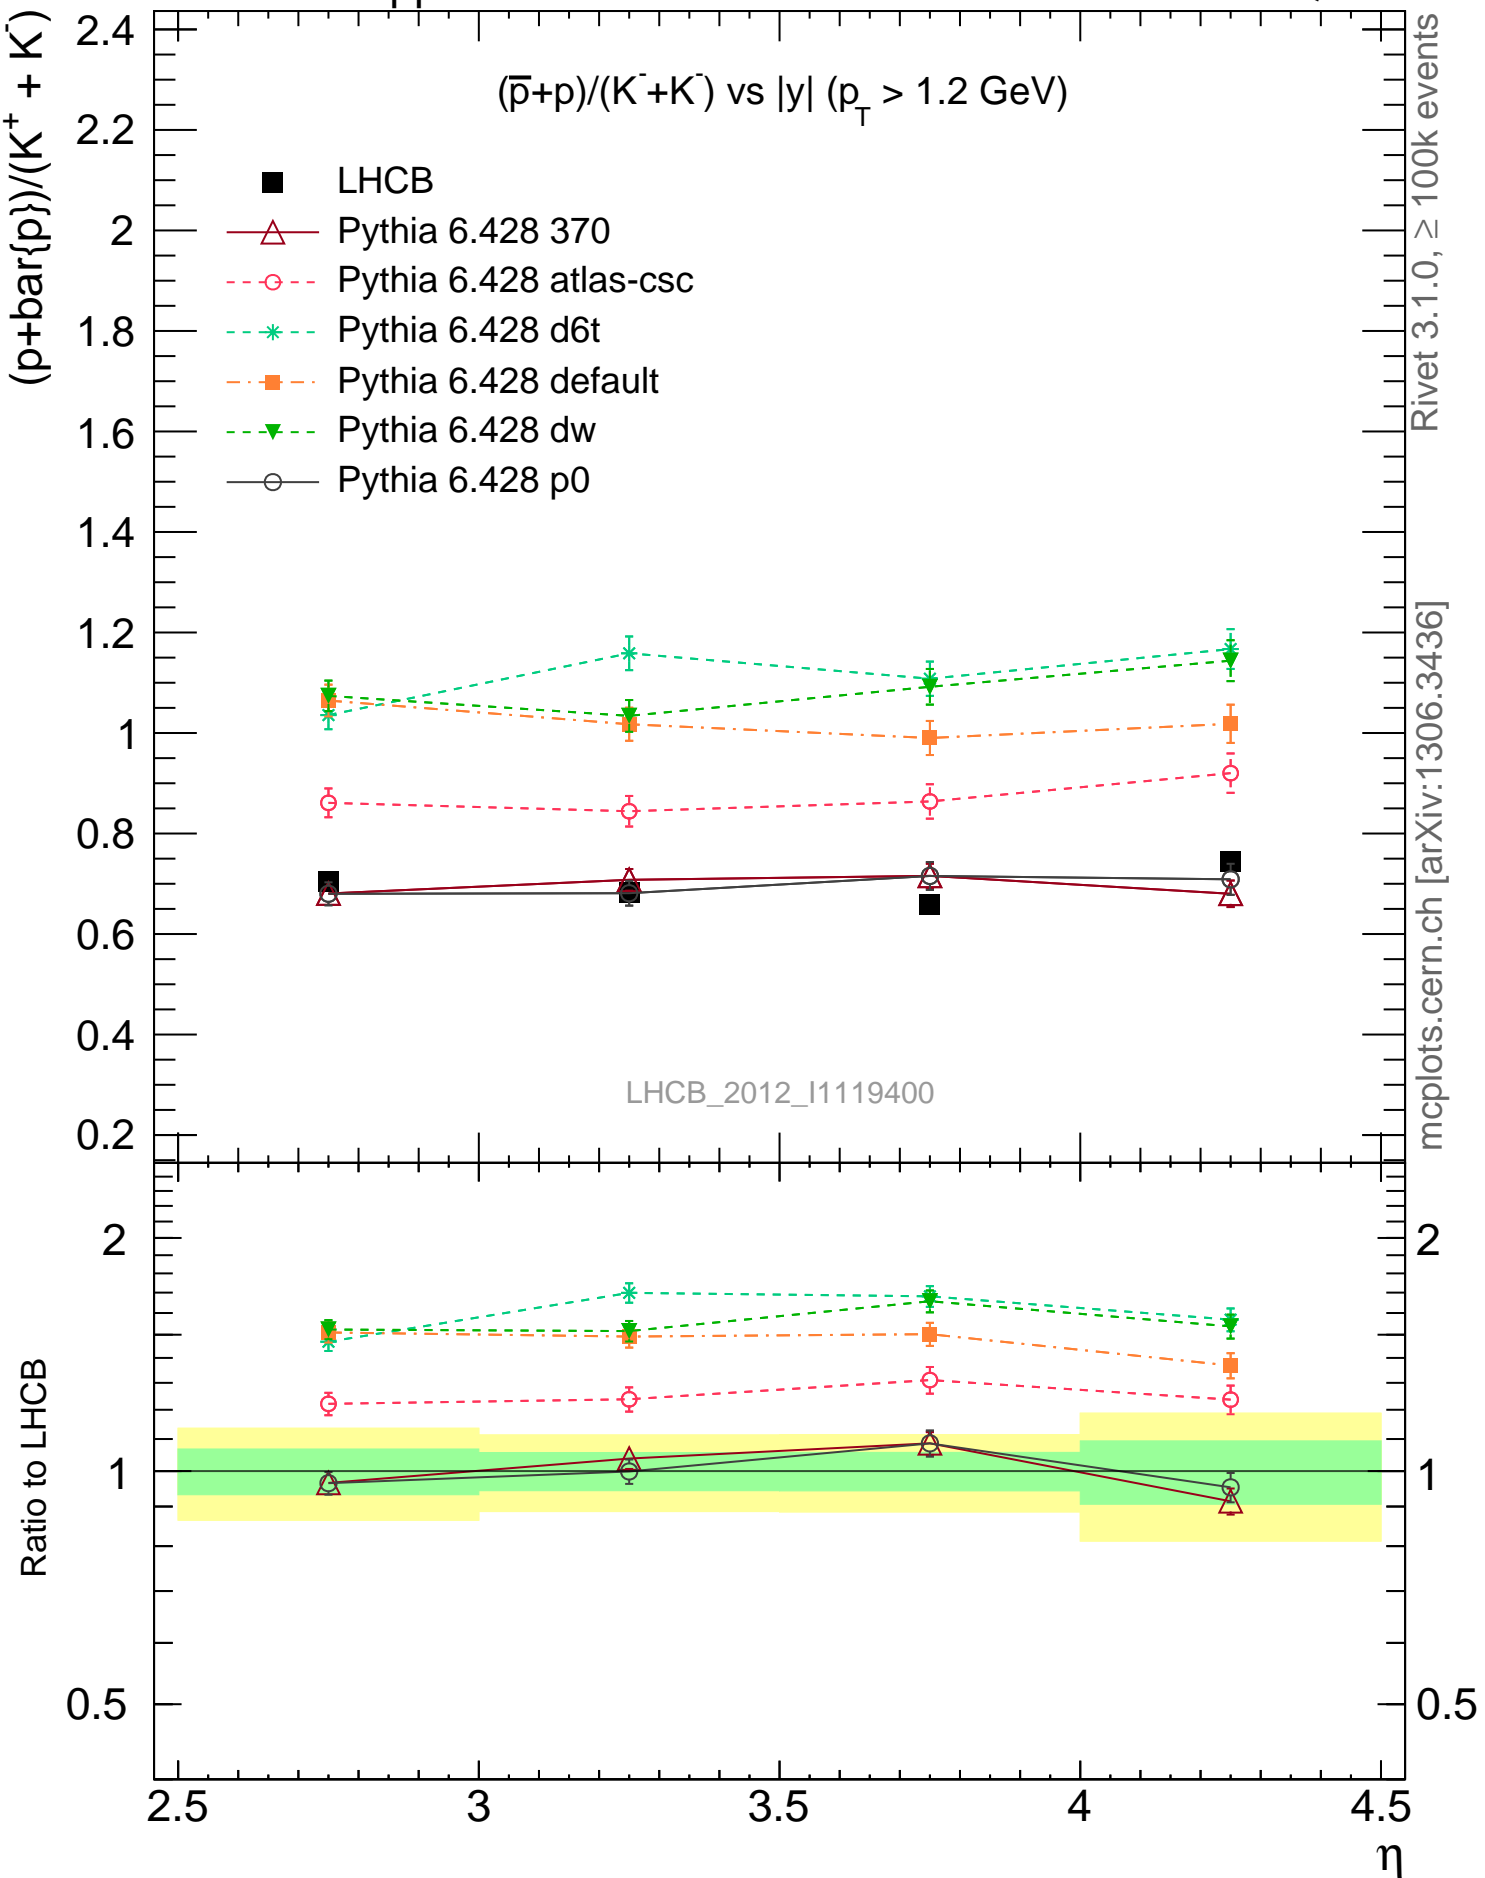 (p̅+p)/(K⁻+K⁻) vs |y| (p_T > 1.2 GeV)
(p+bar{p})/(K⁺ + K⁻)
LHCB
Pythia 6.428 370
Pythia 6.428 atlas-csc
Pythia 6.428 d6t
Pythia 6.428 default
Pythia 6.428 dw
Pythia 6.428 p0
2.4
2.2
2
1.8
1.6
1.4
1.2
1
0.8
0.6
0.4
0.2
LHCB_2012_I1119400
Rivet 3.1.0, ≥ 100k events
mcplots.cern.ch [arXiv:1306.3436]
Ratio to LHCB
2
1
0.5
2
1
0.5
2.5 3 3.5 4 4.5
η